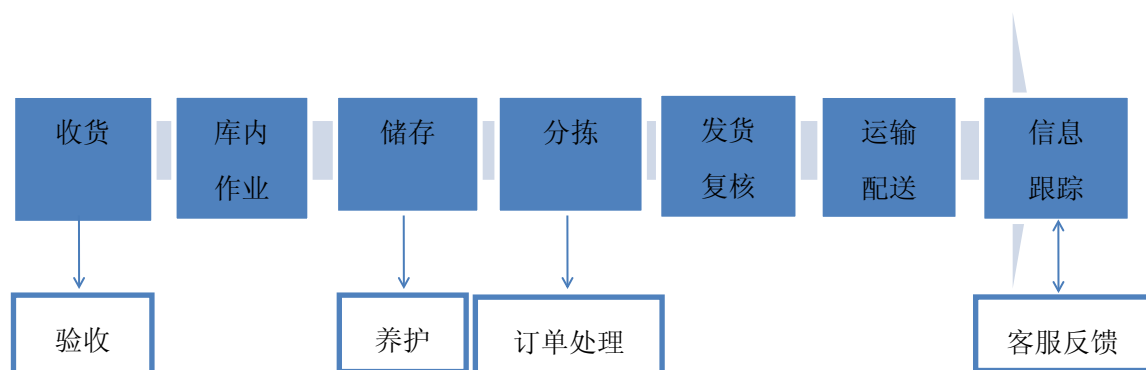 收货
库内
作业
储存
分拣
发货
复核
运输
配送
信息
跟踪
验收
养护
订单处理
客服反馈